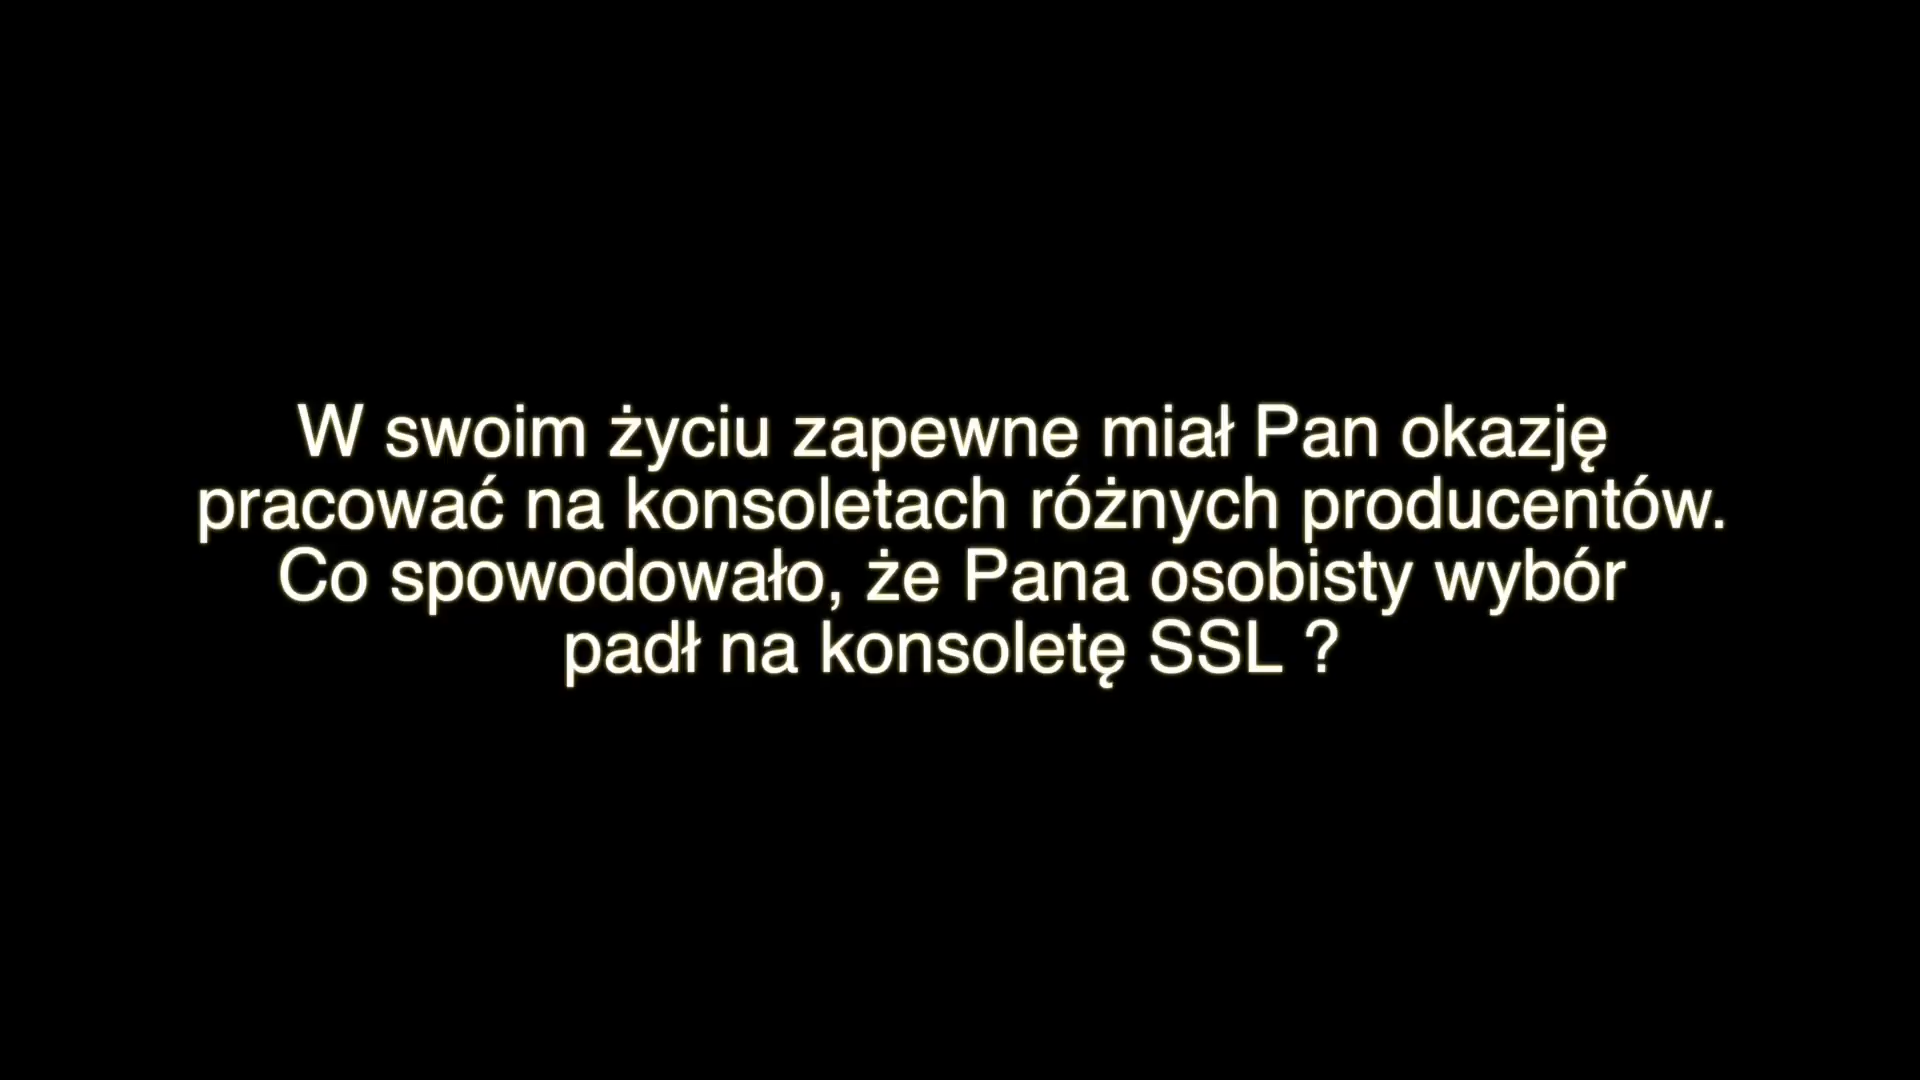 W swoim życiu zapewne miał Pan okazję
pracować na konsoletach różnych producentów.
Co spowodowało, że Pana osobisty wybór
padł na konsoletę SSL ?